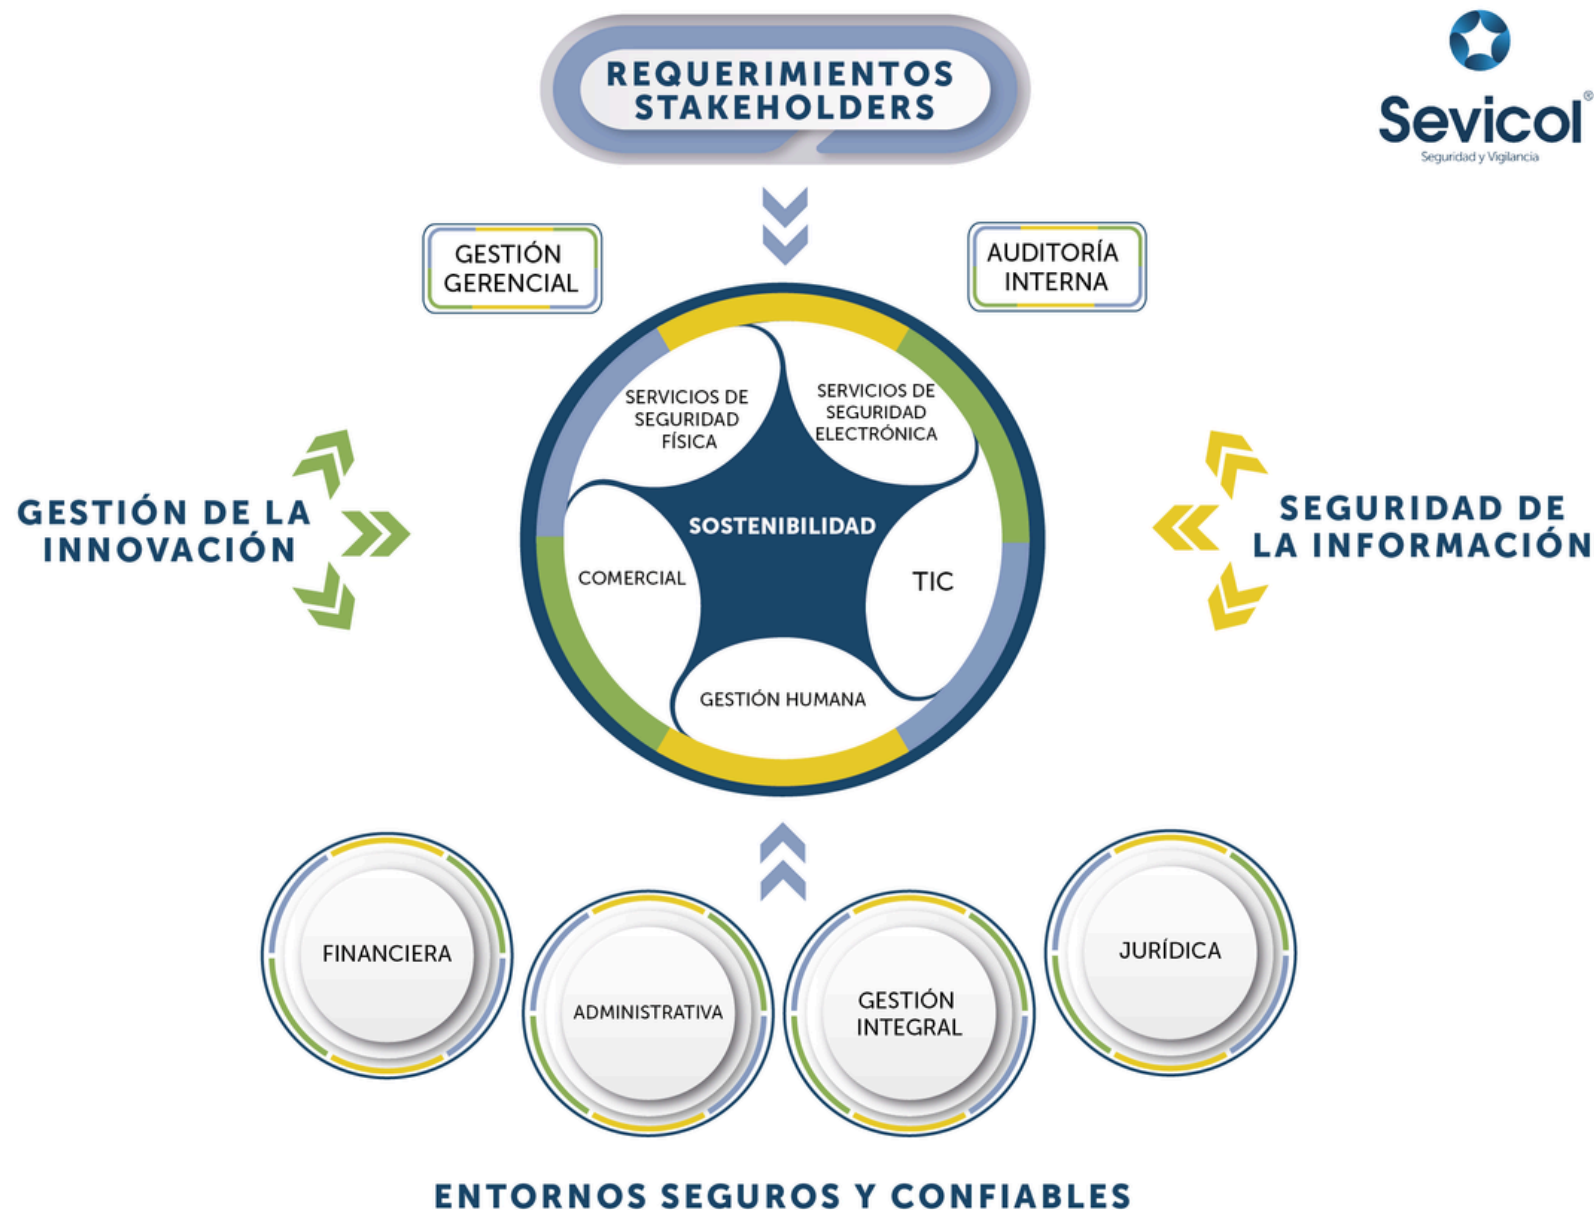 REQUERIMIENTOS
STAKEHOLDERS
Sevicol®
Seguridad y Vigilancia
GESTIÓN
GERENCIAL
AUDITORÍA
INTERNA
SERVICIOS DE
SEGURIDAD
FÍSICA
SERVICIOS DE
SEGURIDAD
ELECTRÓNICA
GESTIÓN DE LA
INNOVACIÓN
SOSTENIBILIDAD
SEGURIDAD DE
LA INFORMACIÓN
COMERCIAL
TIC
GESTIÓN HUMANA
FINANCIERA
ADMINISTRATIVA
GESTIÓN
INTEGRAL
JURÍDICA
ENTORNOS SEGUROS Y CONFIABLES